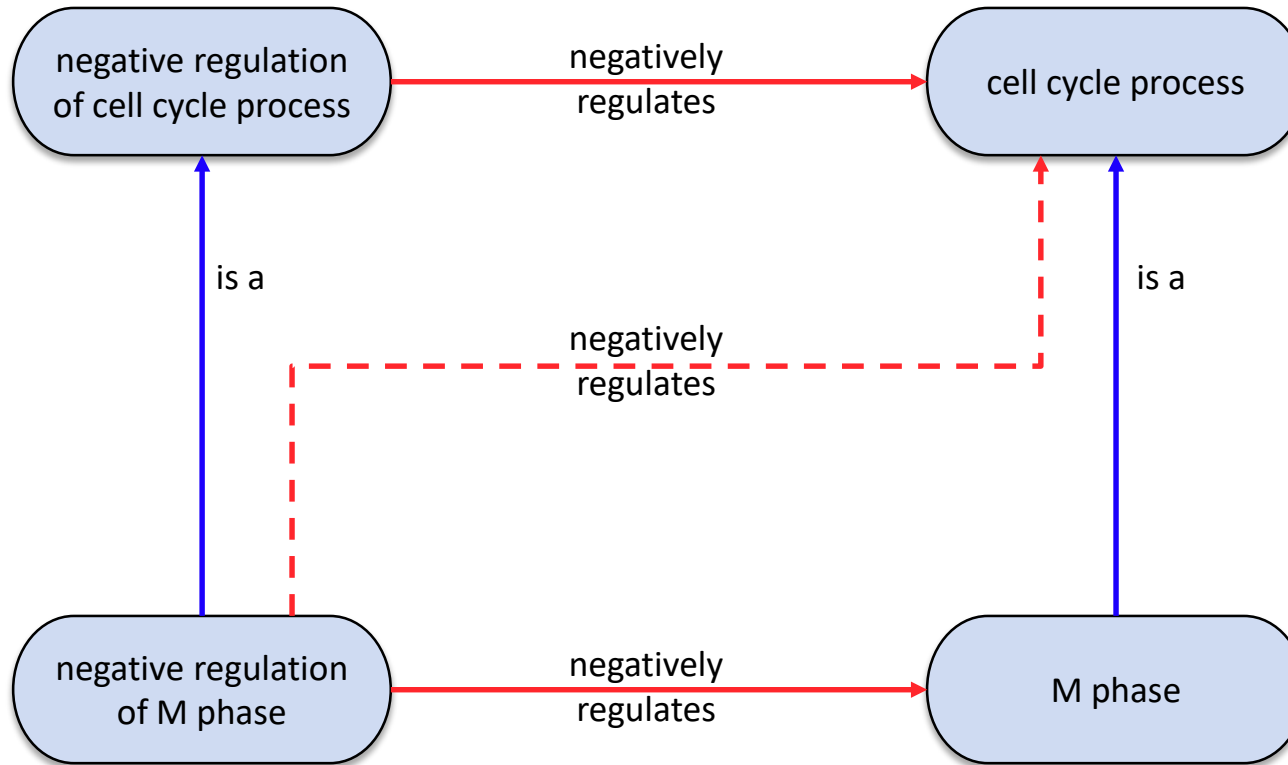 negative regulation
of cell cycle process
negatively
regulates
cell cycle process
is a
is a
negatively
regulates
negative regulation
of M phase
negatively
regulates
M phase